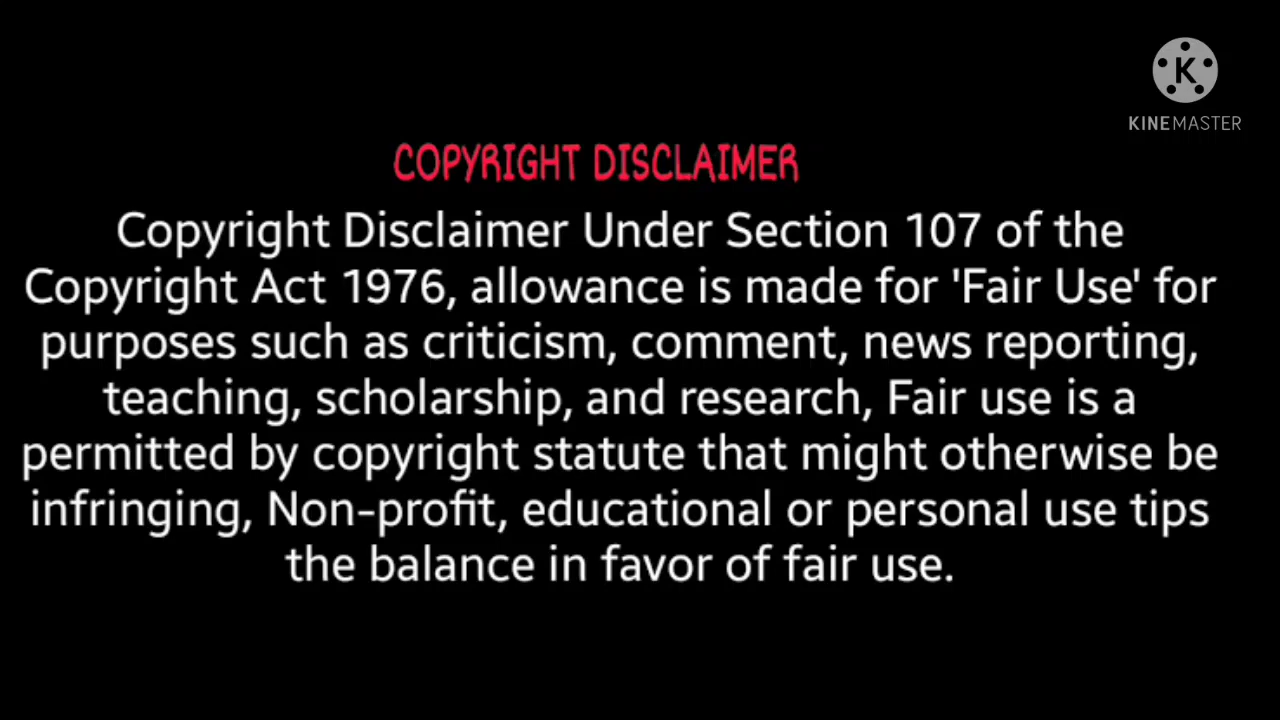 K
KINEMASTER
COPYRIGHT DISCLAIMER
Copyright Disclaimer Under Section 107 of the
Copyright Act 1976, allowance is made for 'Fair Use' for
purposes such as criticism, comment, news reporting,
teaching, scholarship, and research, Fair use is a
permitted by copyright statute that might otherwise be
infringing, Non-profit, educational or personal use tips
the balance in favor of fair use.